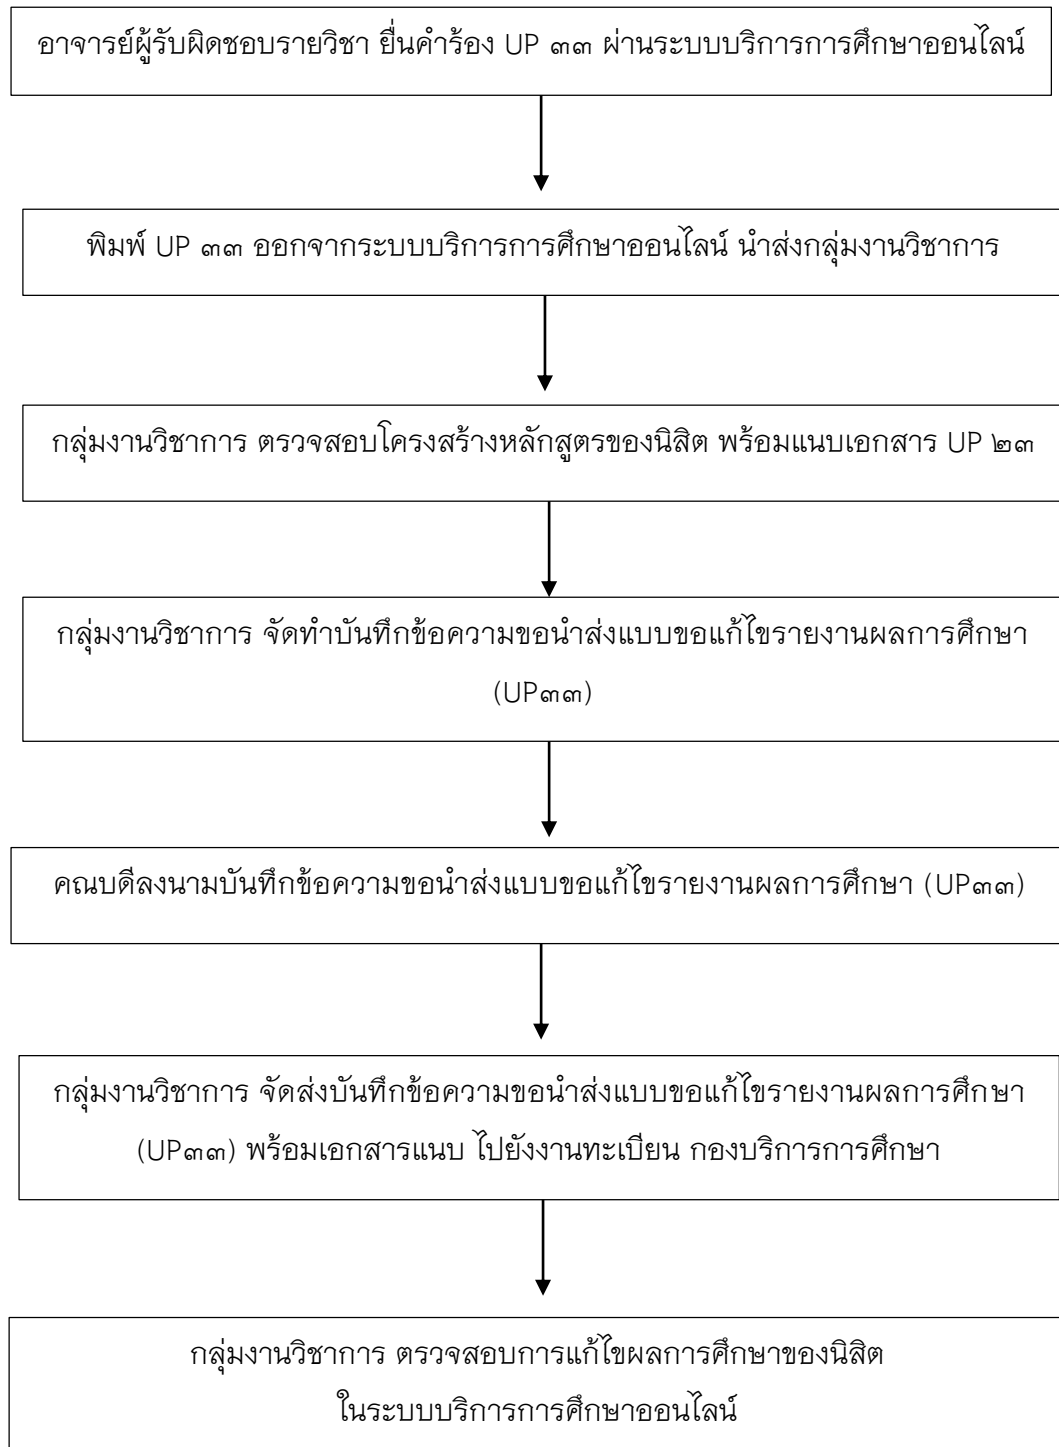 อาจารย์ผู้รับผิดชอบรายวิชา ยื่นคำร้อง UP ๓๓ ผ่านระบบบริการการศึกษาออนไลน์
พิมพ์ UP ๓๓ ออกจากระบบบริการการศึกษาออนไลน์ นำส่งกลุ่มงานวิชาการ
กลุ่มงานวิชาการ ตรวจสอบโครงสร้างหลักสูตรของนิสิต พร้อมแนบเอกสาร UP ๒๓
กลุ่มงานวิชาการ จัดทำบันทึกข้อความขอนำส่งแบบขอแก้ไขรายงานผลการศึกษา
(UP๓๓)
คณบดีลงนามบันทึกข้อความขอนำส่งแบบขอแก้ไขรายงานผลการศึกษา (UP๓๓)
กลุ่มงานวิชาการ จัดส่งบันทึกข้อความขอนำส่งแบบขอแก้ไขรายงานผลการศึกษา
(UP๓๓) พร้อมเอกสารแนบ ไปยังงานทะเบียน กองบริการการศึกษา
กลุ่มงานวิชาการ ตรวจสอบการแก้ไขผลการศึกษาของนิสิต
ในระบบบริการการศึกษาออนไลน์